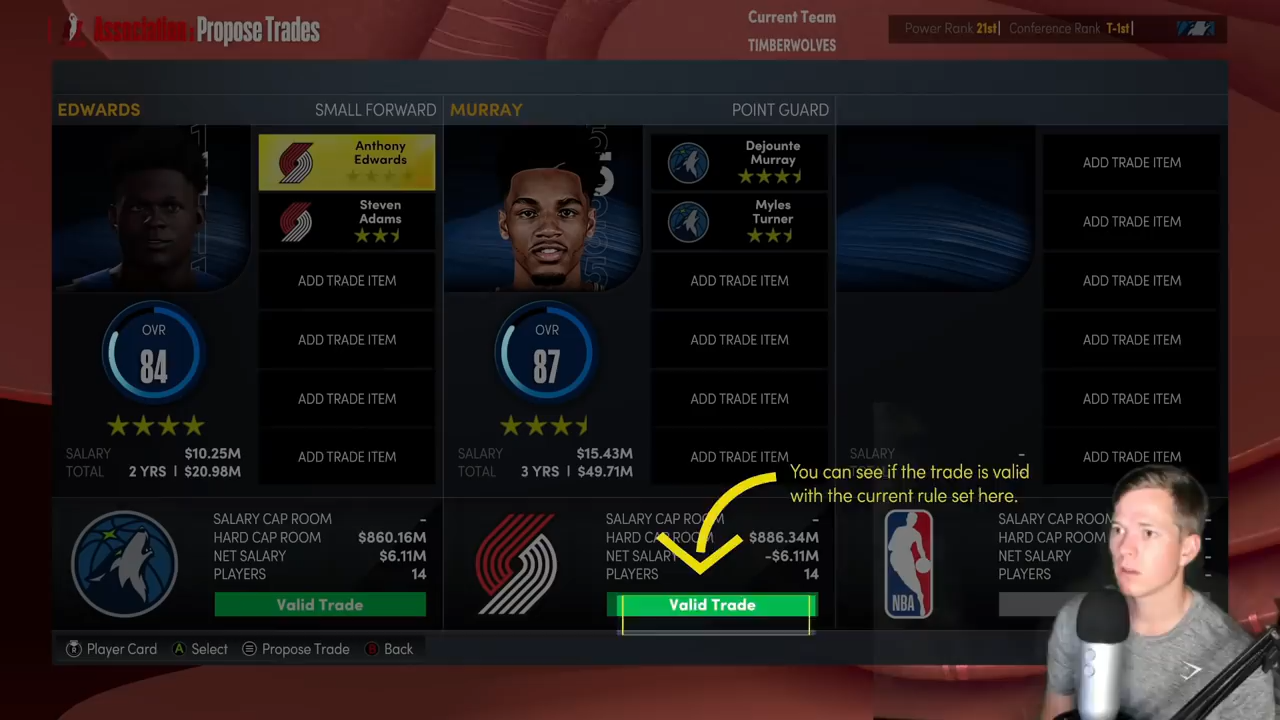 Association : Propose Trades
Current Team
TIMBERWOLVES
Power Rank 21st| Conference Rank T-1st|
EDWARDS SMALL FORWARD
Anthony
Edwards
Steven
Adams
ADD TRADE ITEM
ADD TRADE ITEM
ADD TRADE ITEM
ADD TRADE ITEM
OVR
84
SALARY $10.25M
TOTAL 2 YRS | $20.98M
MURRAY POINT GUARD
Dejounte
Murray
Myles
Turner
ADD TRADE ITEM
ADD TRADE ITEM
ADD TRADE ITEM
ADD TRADE ITEM
OVR
87
SALARY $15.43M
TOTAL 3 YRS | $49.71M
ADD TRADE ITEM
ADD TRADE ITEM
ADD TRADE ITEM
ADD TRADE ITEM
ADD TRADE ITEM
ADD TRADE ITEM
SALARY -
You can see if the trade is valid
with the current rule set here.
SALARY CAP ROOM -
HARD CAP ROOM $860.16M
NET SALARY $6.11M
PLAYERS 14
Valid Trade
SALARY CAP ROOM -
HARD CAP ROOM $886.34M
NET SALARY -$6.11M
PLAYERS 14
Valid Trade
NBA
SALARY CAP ROOM
HARD CAP ROOM -
NET SALARY -
PLAYERS -
Player Card A Select Propose Trade B Back